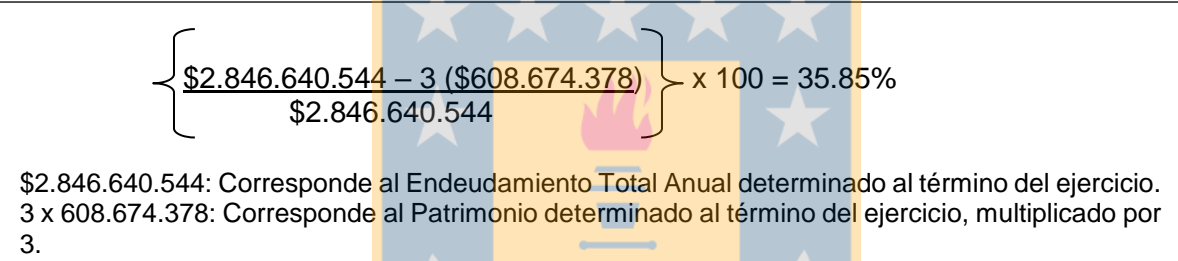 $2.846.640.544 – 3 ($608.674.378) x 100 = 35.85%
$2.846.640.544
$2.846.640.544: Corresponde al Endeudamiento Total Anual determinado al término del ejercicio.
3 x 608.674.378: Corresponde al Patrimonio determinado al término del ejercicio, multiplicado por
3.